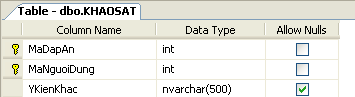 Table - dbo.KHAOSAT
Column Name Data Type Allow Nulls
MaDapAn int
MaNguoiDung int
YKienKhac nvarchar(500)